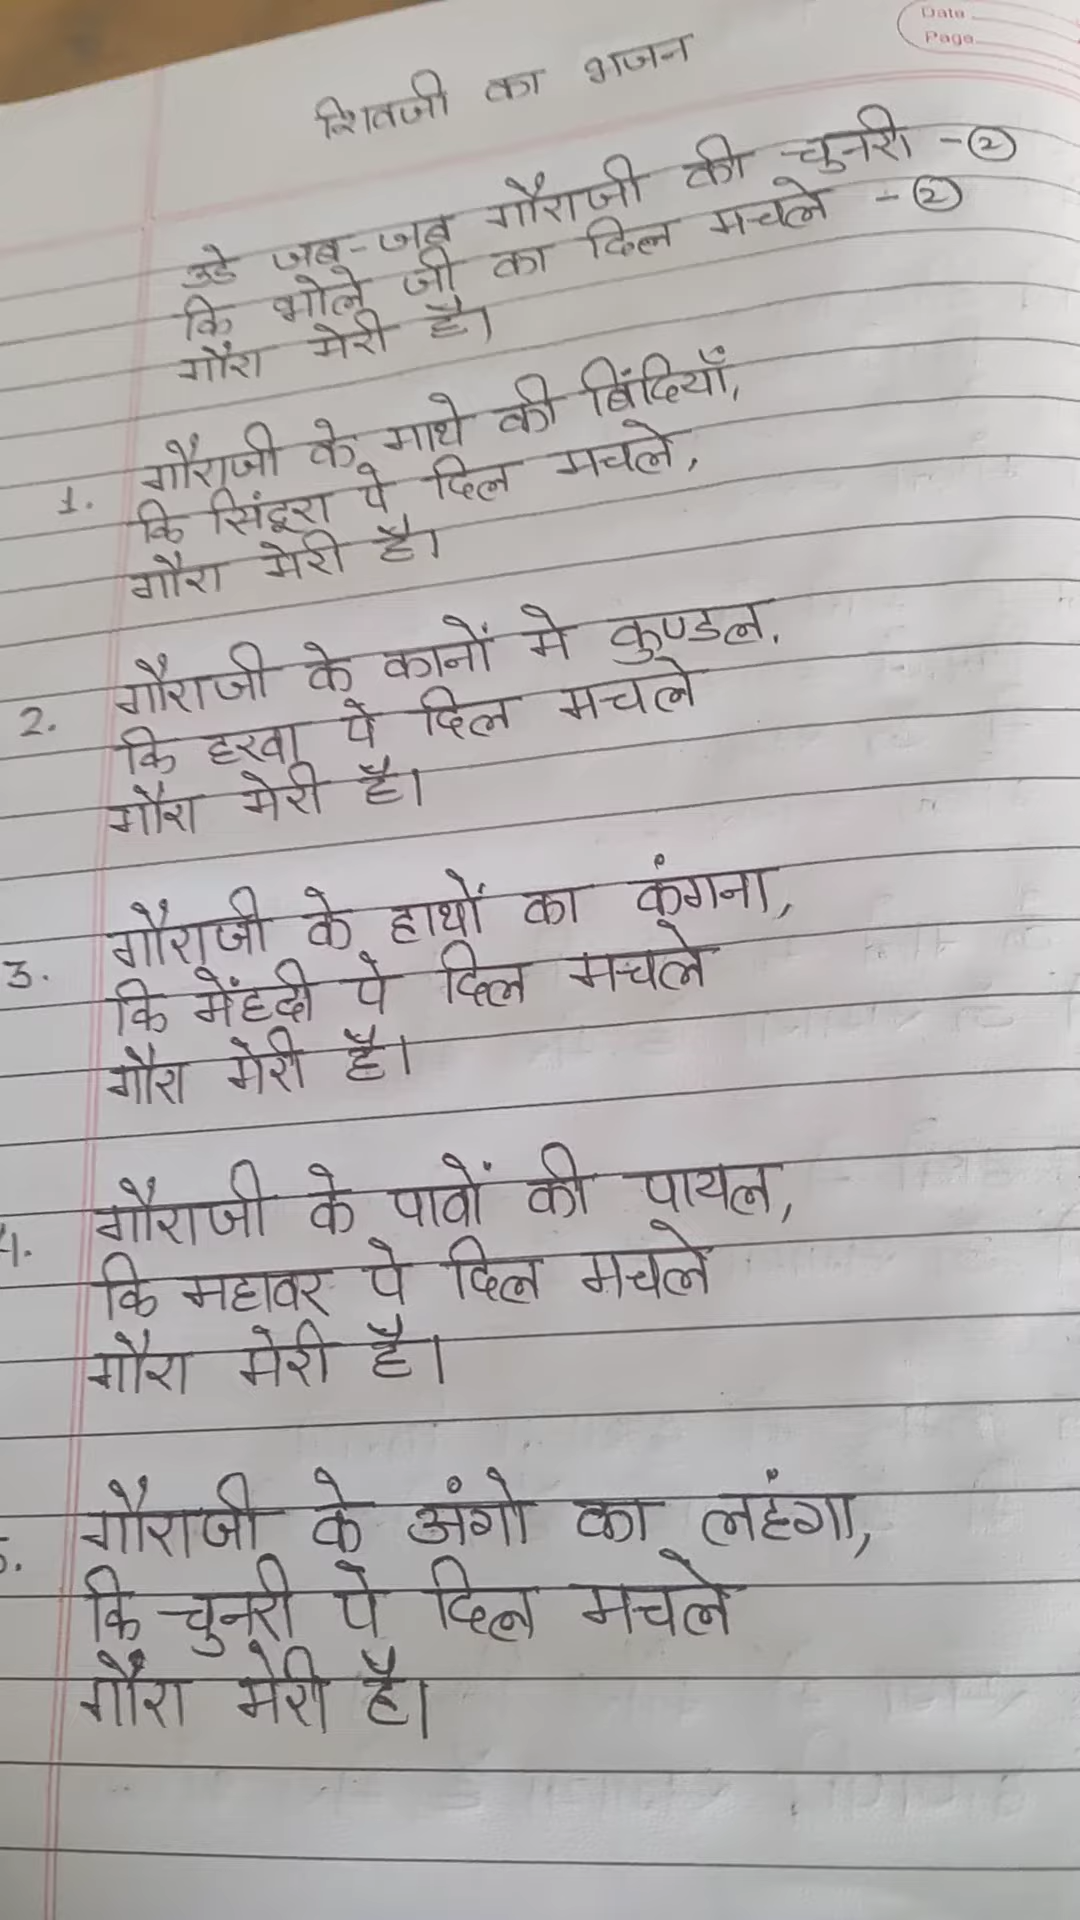 Date
Page
शिवजी का भजन
उडे जब-जब गौराजी की चुनरी -②
कि भोले जी का दिल मचले -②
गौरा मेरी है।
1. गौराजी के माथे की बिंदियाँ,
कि सिंदूरा पे दिल मचले,
गौरा मेरी है।
2. गौराजी के कानों मे कुण्डल,
कि हरवा पे दिल मचले
गौरा मेरी है।
3. गौराजी के हाथों का कंगना,
कि मेंहदी पे दिल मचले
गौरा मेरी है।
4. गौराजी के पावों की पायल,
कि महावर पे दिल मचले
गौरा मेरी है।
5. गौराजी के अंगो का लहंगा,
कि चुनरी पे दिल मचले
गौरा मेरी है।